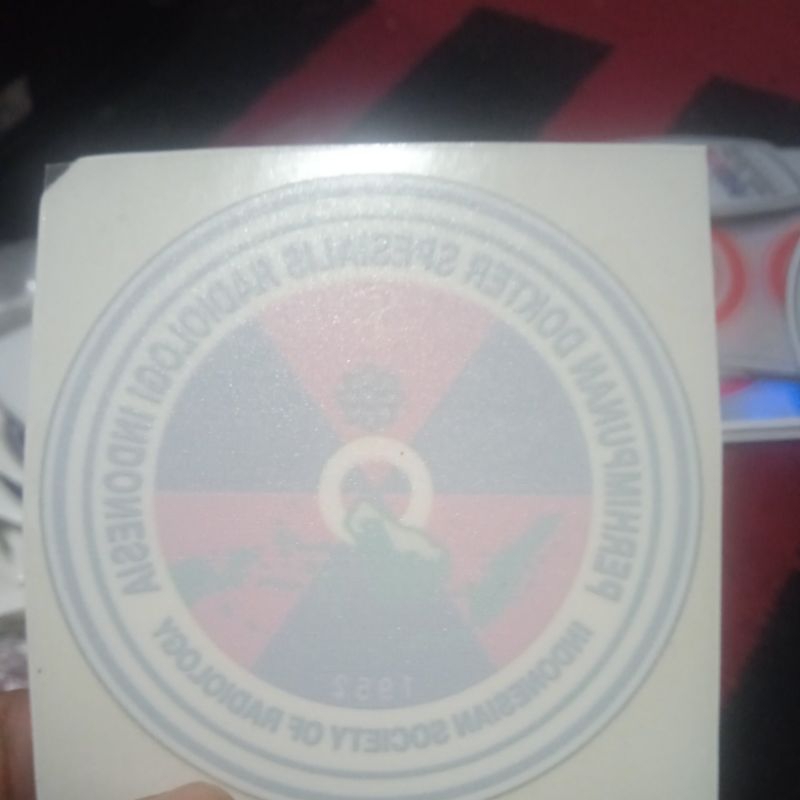 PERHIMPUNAN DOKTER SPESIALIS RADIOLOGI INDONESIA
1952
INDONESIAN SOCIETY OF RADIOLOGY